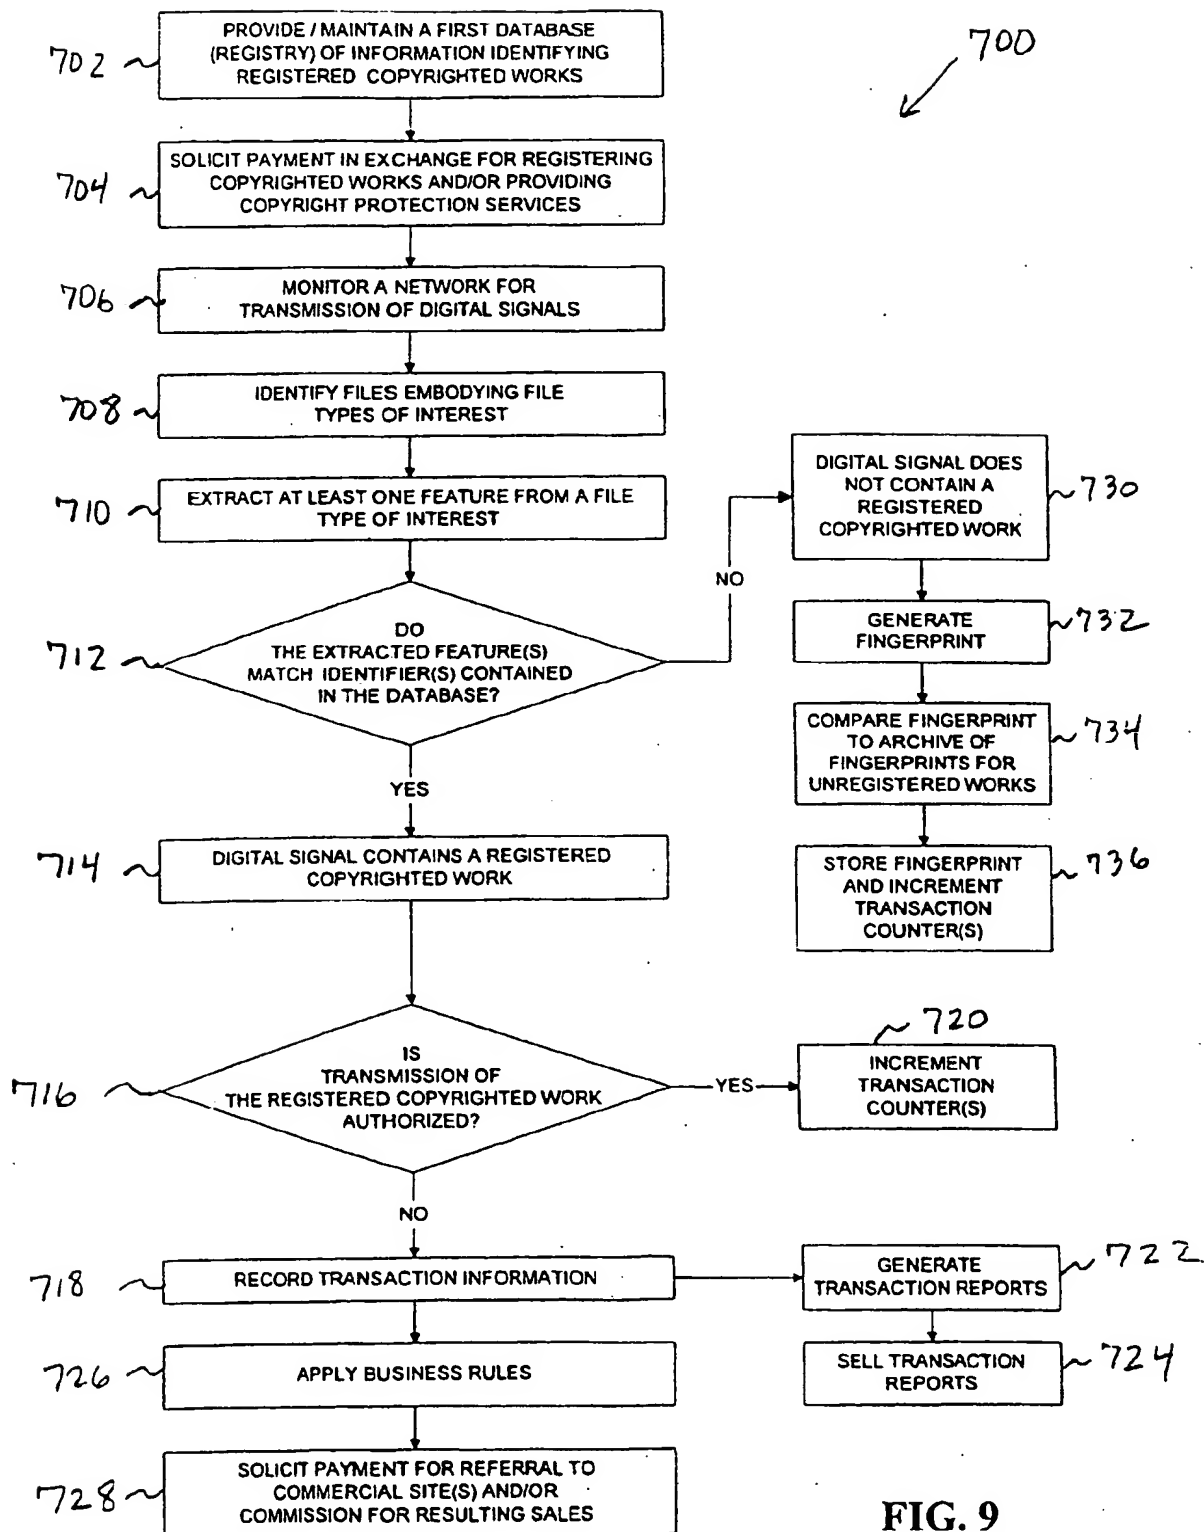 PROVIDE / MAINTAIN A FIRST DATABASE
(REGISTRY) OF INFORMATION IDENTIFYING
REGISTERED COPYRIGHTED WORKS
702
700
SOLICIT PAYMENT IN EXCHANGE FOR REGISTERING
COPYRIGHTED WORKS AND/OR PROVIDING
COPYRIGHT PROTECTION SERVICES
704
MONITOR A NETWORK FOR
TRANSMISSION OF DIGITAL SIGNALS
706
IDENTIFY FILES EMBODYING FILE
TYPES OF INTEREST
708
EXTRACT AT LEAST ONE FEATURE FROM A FILE
TYPE OF INTEREST
710
DO
THE EXTRACTED FEATURE(S)
MATCH IDENTIFIER(S) CONTAINED
IN THE DATABASE?
712
NO
DIGITAL SIGNAL DOES
NOT CONTAIN A
REGISTERED
COPYRIGHTED WORK
730
GENERATE
FINGERPRINT
732
COMPARE FINGERPRINT
TO ARCHIVE OF
FINGERPRINTS FOR
UNREGISTERED WORKS
734
STORE FINGERPRINT
AND INCREMENT
TRANSACTION
COUNTER(S)
736
YES
DIGITAL SIGNAL CONTAINS A REGISTERED
COPYRIGHTED WORK
714
IS
TRANSMISSION OF
THE REGISTERED COPYRIGHTED WORK
AUTHORIZED?
716
YES
720
INCREMENT
TRANSACTION
COUNTER(S)
NO
RECORD TRANSACTION INFORMATION
718
GENERATE
TRANSACTION REPORTS
722
SELL TRANSACTION
REPORTS
724
APPLY BUSINESS RULES
726
SOLICIT PAYMENT FOR REFERRAL TO
COMMERCIAL SITE(S) AND/OR
COMMISSION FOR RESULTING SALES
728
FIG. 9